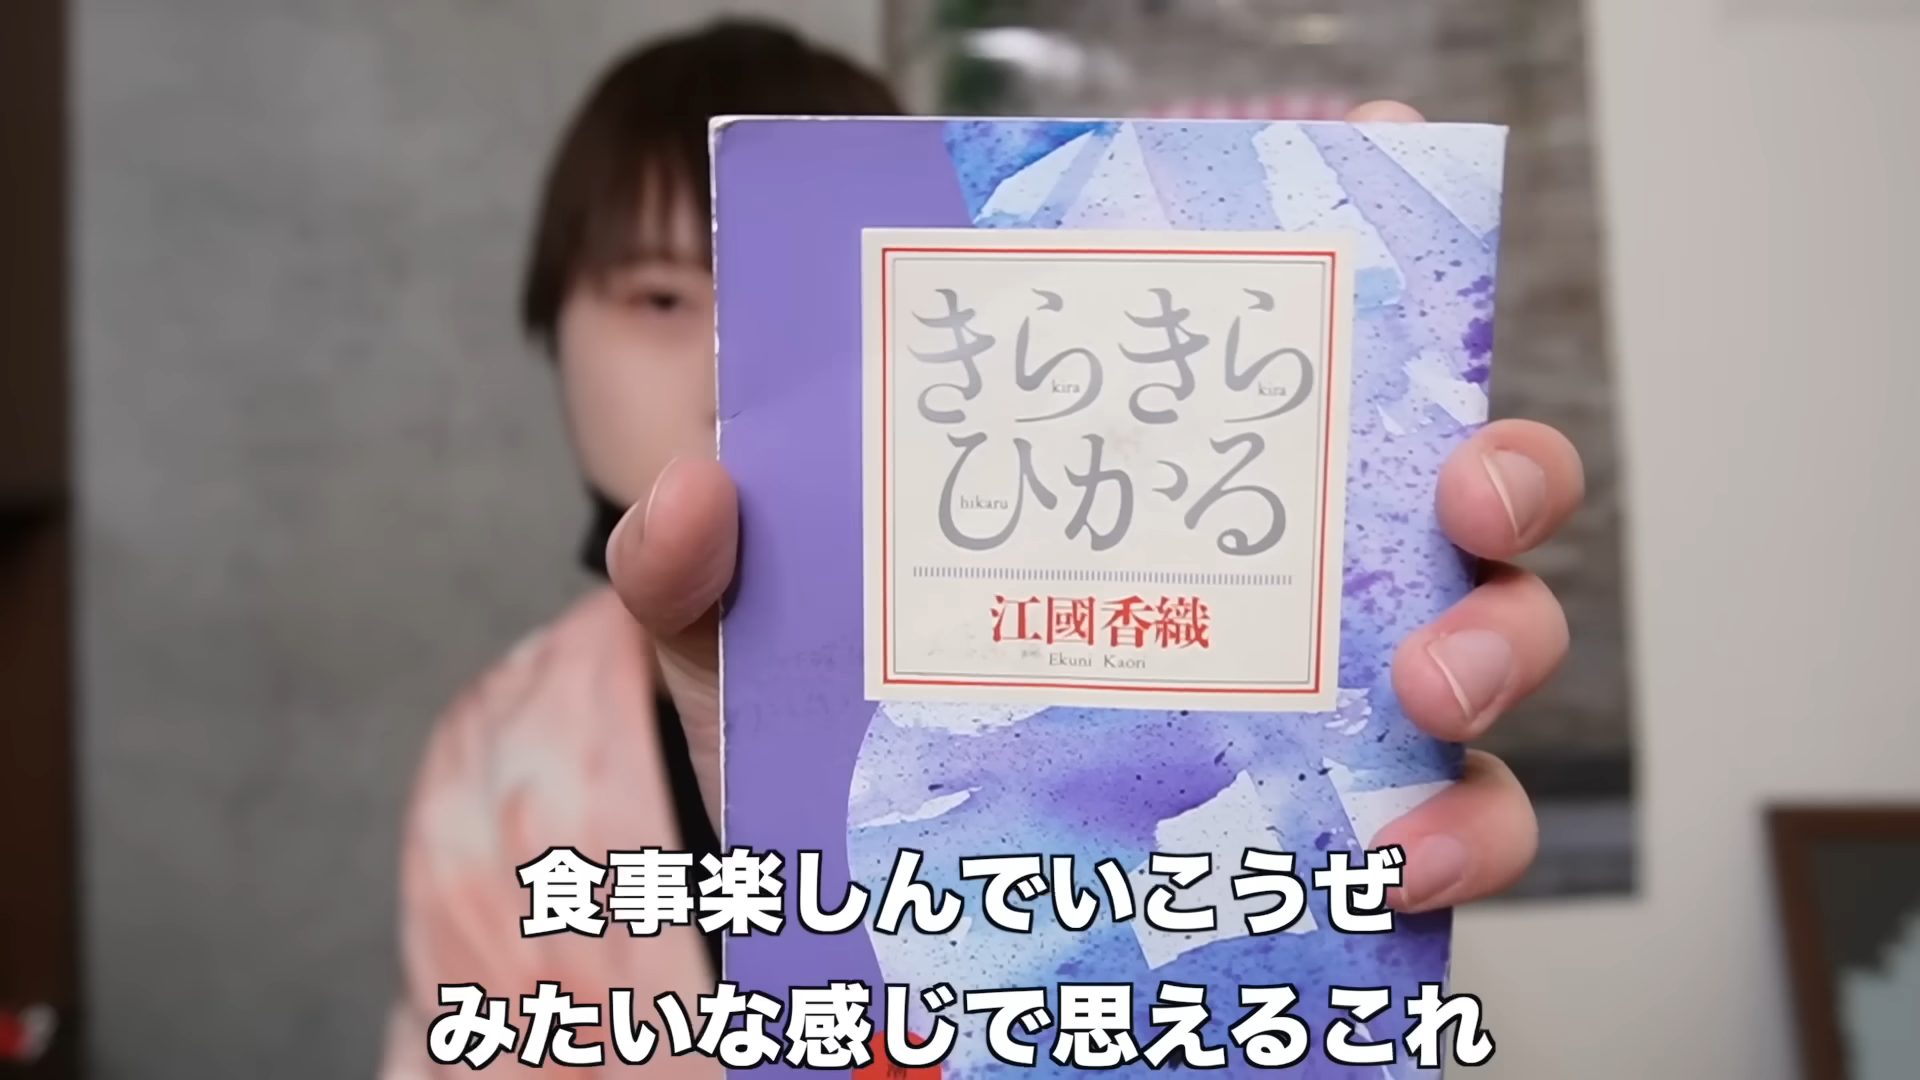 きらきら
kira
kira
ひかる
hikaru
江國香織
Ekuni Kaori
食事楽しんでいこうぜ
みたいな感じで思えるこれ